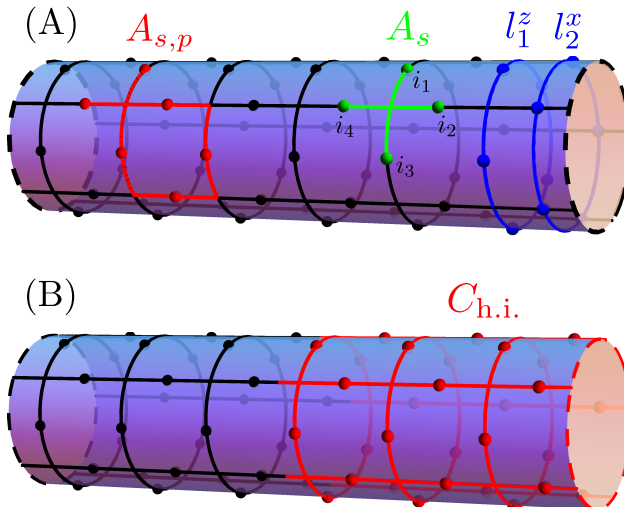 (A)
A_{s,p}
A_s
l_1^z
l_2^x
i_1
i_4
i_2
i_3
(B)
C_{h.i.}